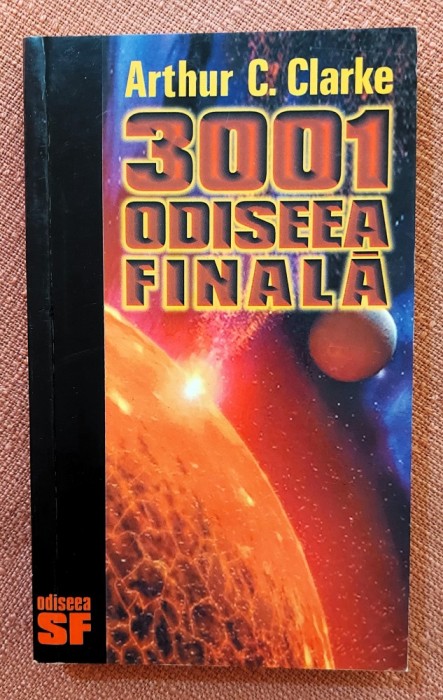 Arthur C. Clarke
3001
ODISEEA
FINALĂ
odiseea
SF